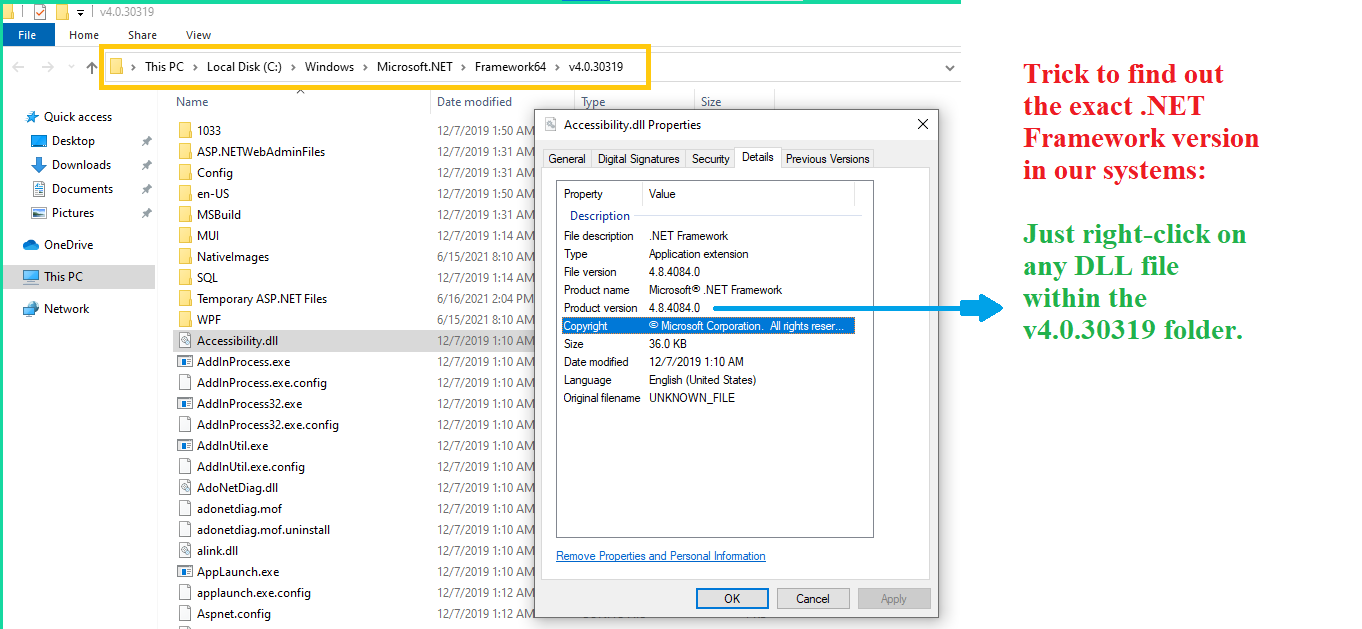 v4.0.30319
File Home Share View
This PC › Local Disk (C:) › Windows › Microsoft.NET › Framework64 › v4.0.30319
Name Date modified Type Size
Quick access
Desktop
Downloads
Documents
Pictures
OneDrive
This PC
Network
1033 12/7/2019 1:50 AM
ASP.NETWebAdminFiles 12/7/2019 1:31 AM
Config 12/7/2019 1:31 AM
en-US 12/7/2019 1:50 AM
MSBuild 12/7/2019 1:31 AM
MUI 12/7/2019 1:14 AM
NativeImages 6/15/2021 8:10 AM
SQL 12/7/2019 1:14 AM
Temporary ASP.NET Files 6/16/2021 2:04 PM
WPF 6/15/2021 8:10 AM
Accessibility.dll 12/7/2019 1:10 AM
AddInProcess.exe 12/7/2019 1:10 AM
AddInProcess.exe.config 12/7/2019 1:10 AM
AddInProcess32.exe 12/7/2019 1:10 AM
AddInProcess32.exe.config 12/7/2019 1:10 AM
AddInUtil.exe 12/7/2019 1:10 AM
AddInUtil.exe.config 12/7/2019 1:10 AM
AdoNetDiag.dll 12/7/2019 1:10 AM
adonetdiag.mof 12/7/2019 1:10 AM
adonetdiag.mof.uninstall 12/7/2019 1:10 AM
alink.dll 12/7/2019 1:10 AM
AppLaunch.exe 12/7/2019 1:10 AM
applaunch.exe.config 12/7/2019 1:12 AM
Aspnet.config 12/7/2019 1:12 AM
Accessibility.dll Properties
General Digital Signatures Security Details Previous Versions
Property Value
Description
File description .NET Framework
Type Application extension
File version 4.8.4084.0
Product name Microsoft® .NET Framework
Product version 4.8.4084.0
Copyright © Microsoft Corporation. All rights reser...
Size 36.0 KB
Date modified 12/7/2019 1:10 AM
Language English (United States)
Original filename UNKNOWN_FILE
Remove Properties and Personal Information
OK Cancel Apply
Trick to find out
the exact .NET
Framework version
in our systems:
Just right-click on
any DLL file
within the
v4.0.30319 folder.